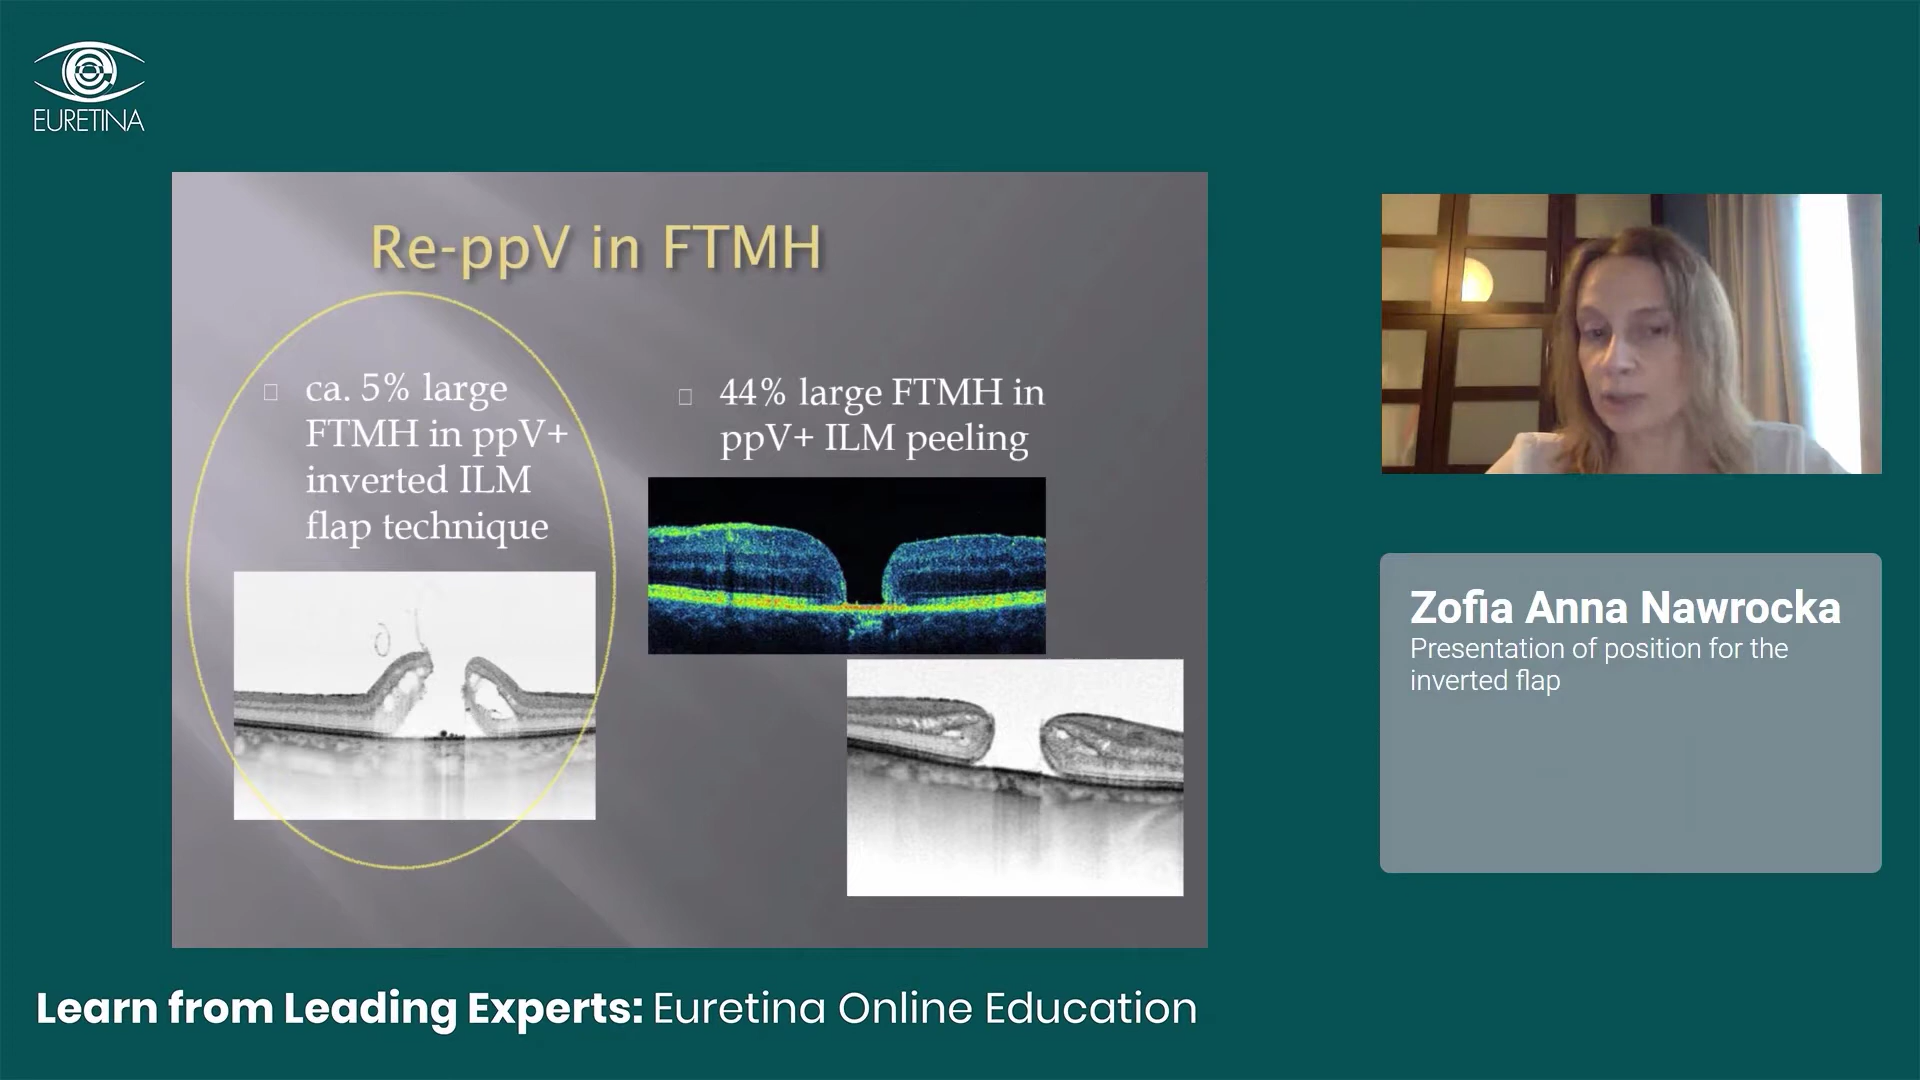 EURETINA
Re-ppV in FTMH
ca. 5% large
FTMH in ppV+
inverted ILM
flap technique
44% large FTMH in
ppV+ ILM peeling
Zofia Anna Nawrocka
Presentation of position for the
inverted flap
Learn from Leading Experts: Euretina Online Education